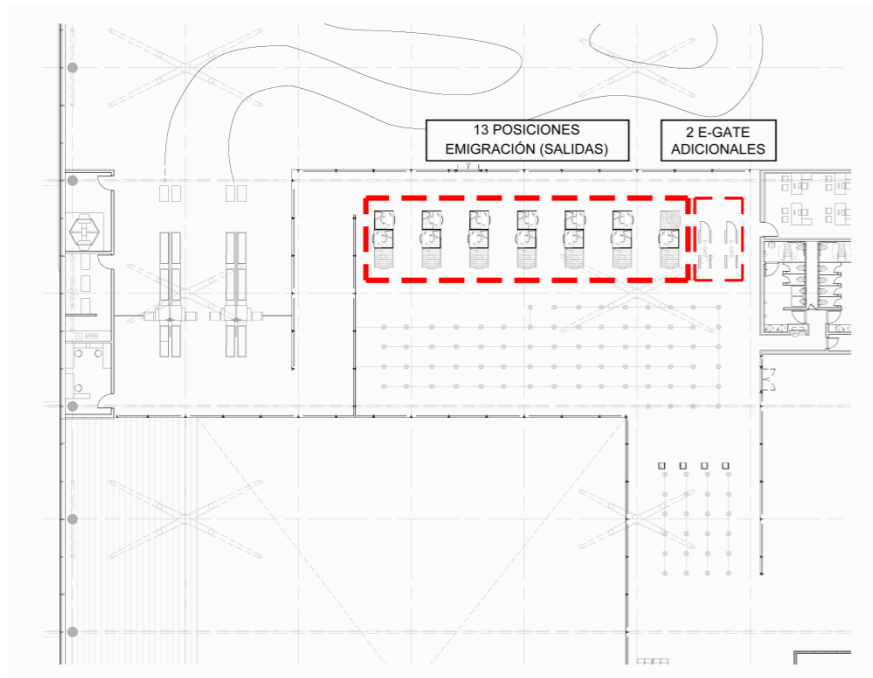 13 POSICIONES
EMIGRACIÓN (SALIDAS)
2 E-GATE
ADICIONALES